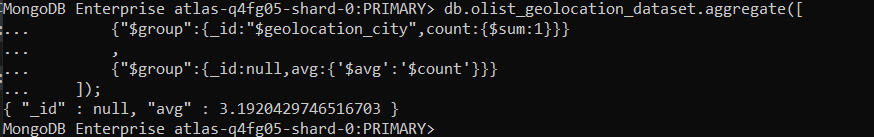 MongoDB Enterprise atlas-q4fg05-shard-0:PRIMARY> db.olist_geolocation_dataset.aggregate([
...     {"$group":{_id:"$geolocation_city",count:{$sum:1}}}
...     ,
...     {"$group":{_id:null,avg:{'$avg':'$count'}}}
... ]);
{ "_id" : null, "avg" : 3.1920429746516703 }
MongoDB Enterprise atlas-q4fg05-shard-0:PRIMARY>